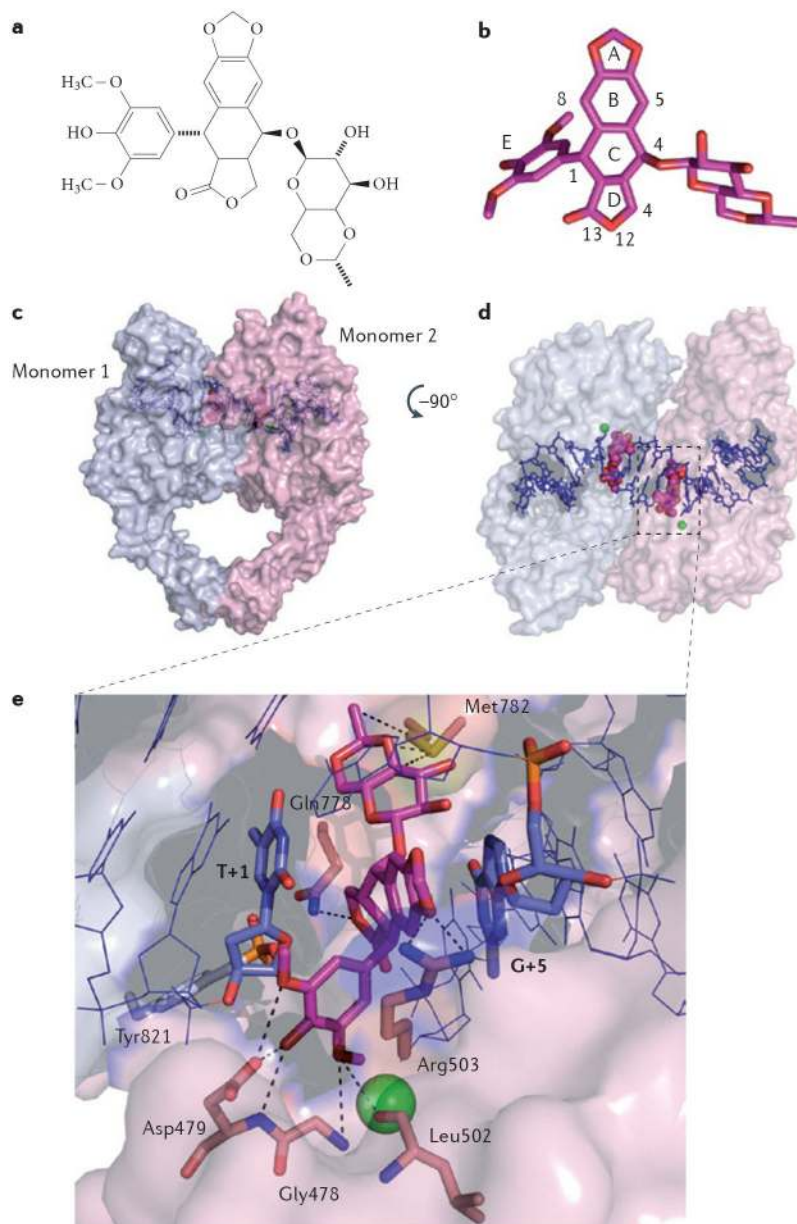 a
O
O
H₃C–O
HO
H₃C–O
O
OH
O
O
OH
O
O
O
b
A
B
C
D
E
8
5
4
1
4
13
12
c
Monomer 1
Monomer 2
–90°
d
e
Met782
Gln778
T+1
G+5
Tyr821
Arg503
Asp479
Leu502
Gly478